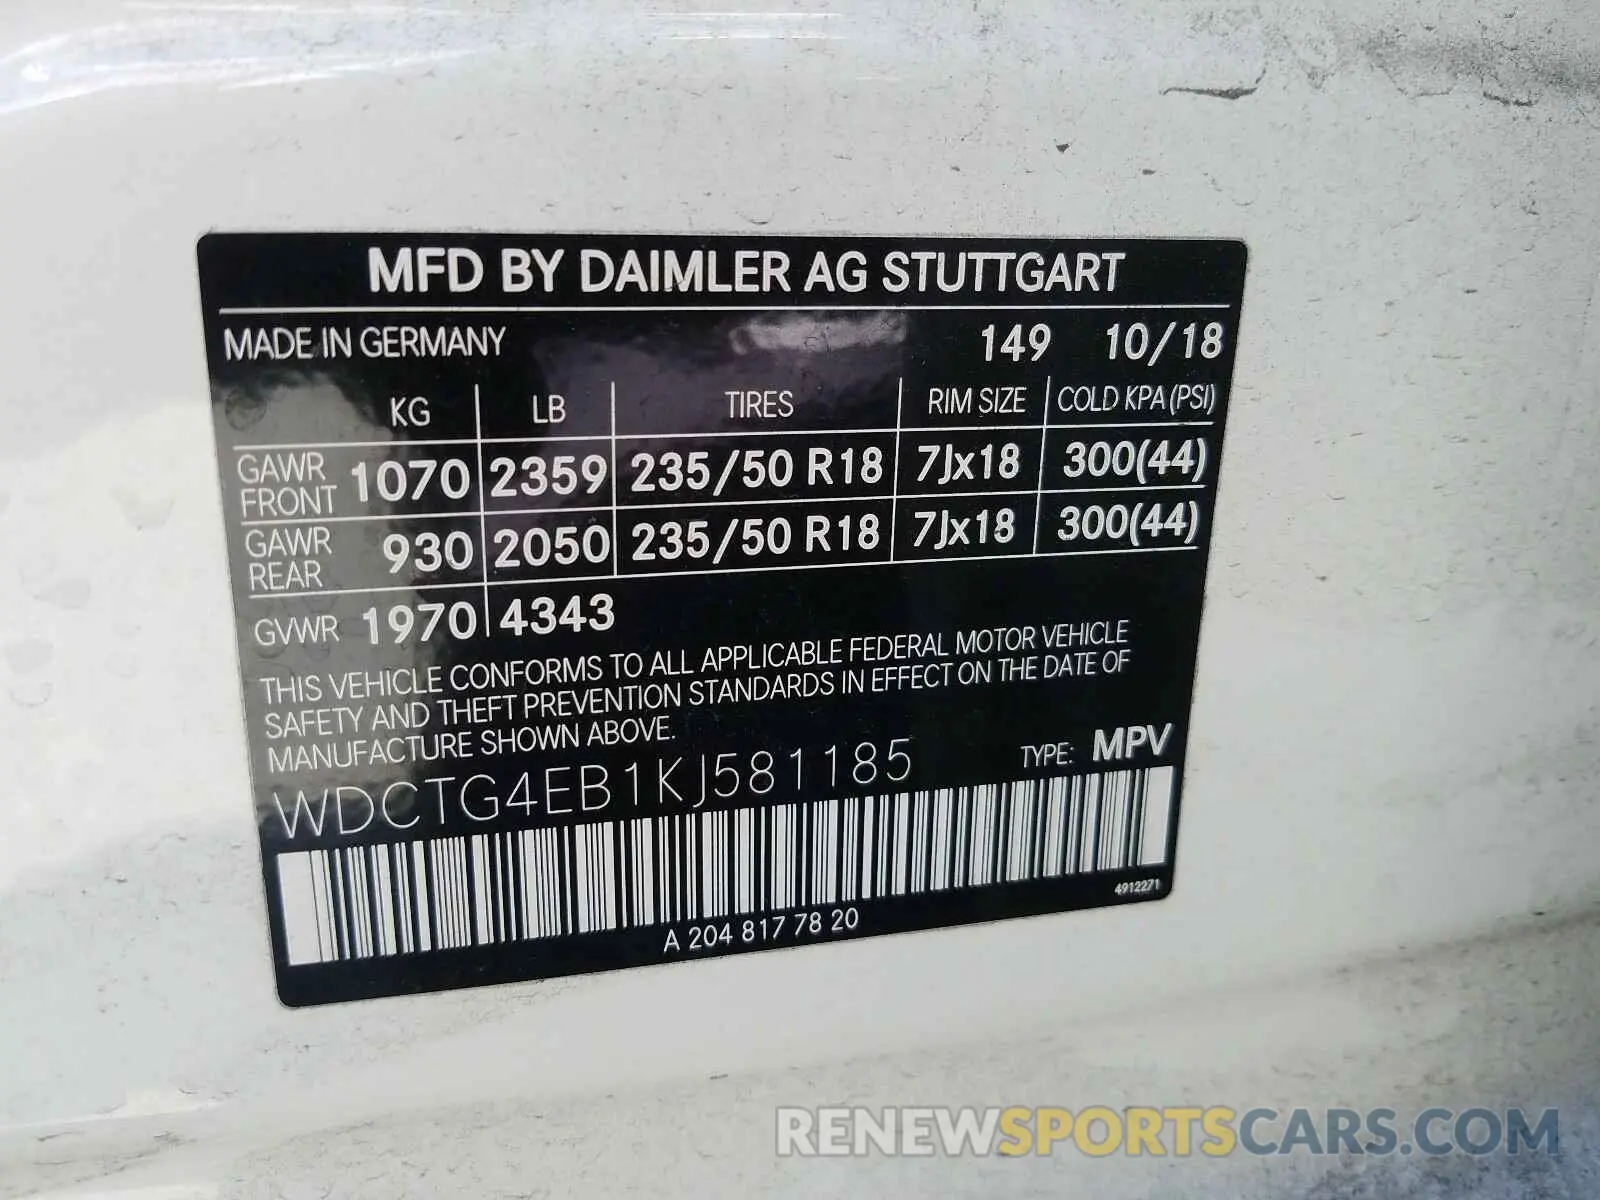 MFD BY DAIMLER AG STUTTGART
MADE IN GERMANY 149 10/18
KG LB TIRES RIM SIZE COLD KPA (PSI)
GAWR FRONT 1070 2359 235/50 R18 7Jx18 300(44)
GAWR REAR 930 2050 235/50 R18 7Jx18 300(44)
GVWR 1970 4343
THIS VEHICLE CONFORMS TO ALL APPLICABLE FEDERAL MOTOR VEHICLE
SAFETY AND THEFT PREVENTION STANDARDS IN EFFECT ON THE DATE OF
MANUFACTURE SHOWN ABOVE.
WDCTG4EB1KJ581185 TYPE: MPV
4912271
A 204 817 78 20
RENEWSPORTSCARS.COM